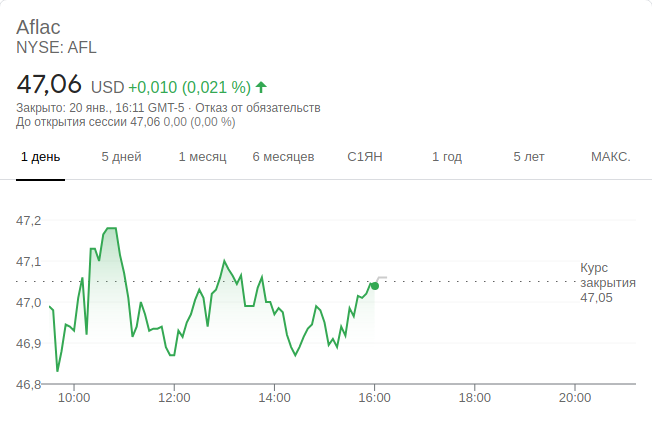 Aflac
NYSE: AFL
47,06 USD +0,010 (0,021 %)
Закрыто: 20 янв., 16:11 GMT-5 · Отказ от обязательств
До открытия сессии 47,06 0,00 (0,00 %)
1 день 5 дней 1 месяц 6 месяцев С1ЯН 1 год 5 лет МАКС.
47,2
47,1
47,0
46,9
46,8
Курс
закрытия
47,05
10:00 12:00 14:00 16:00 18:00 20:00